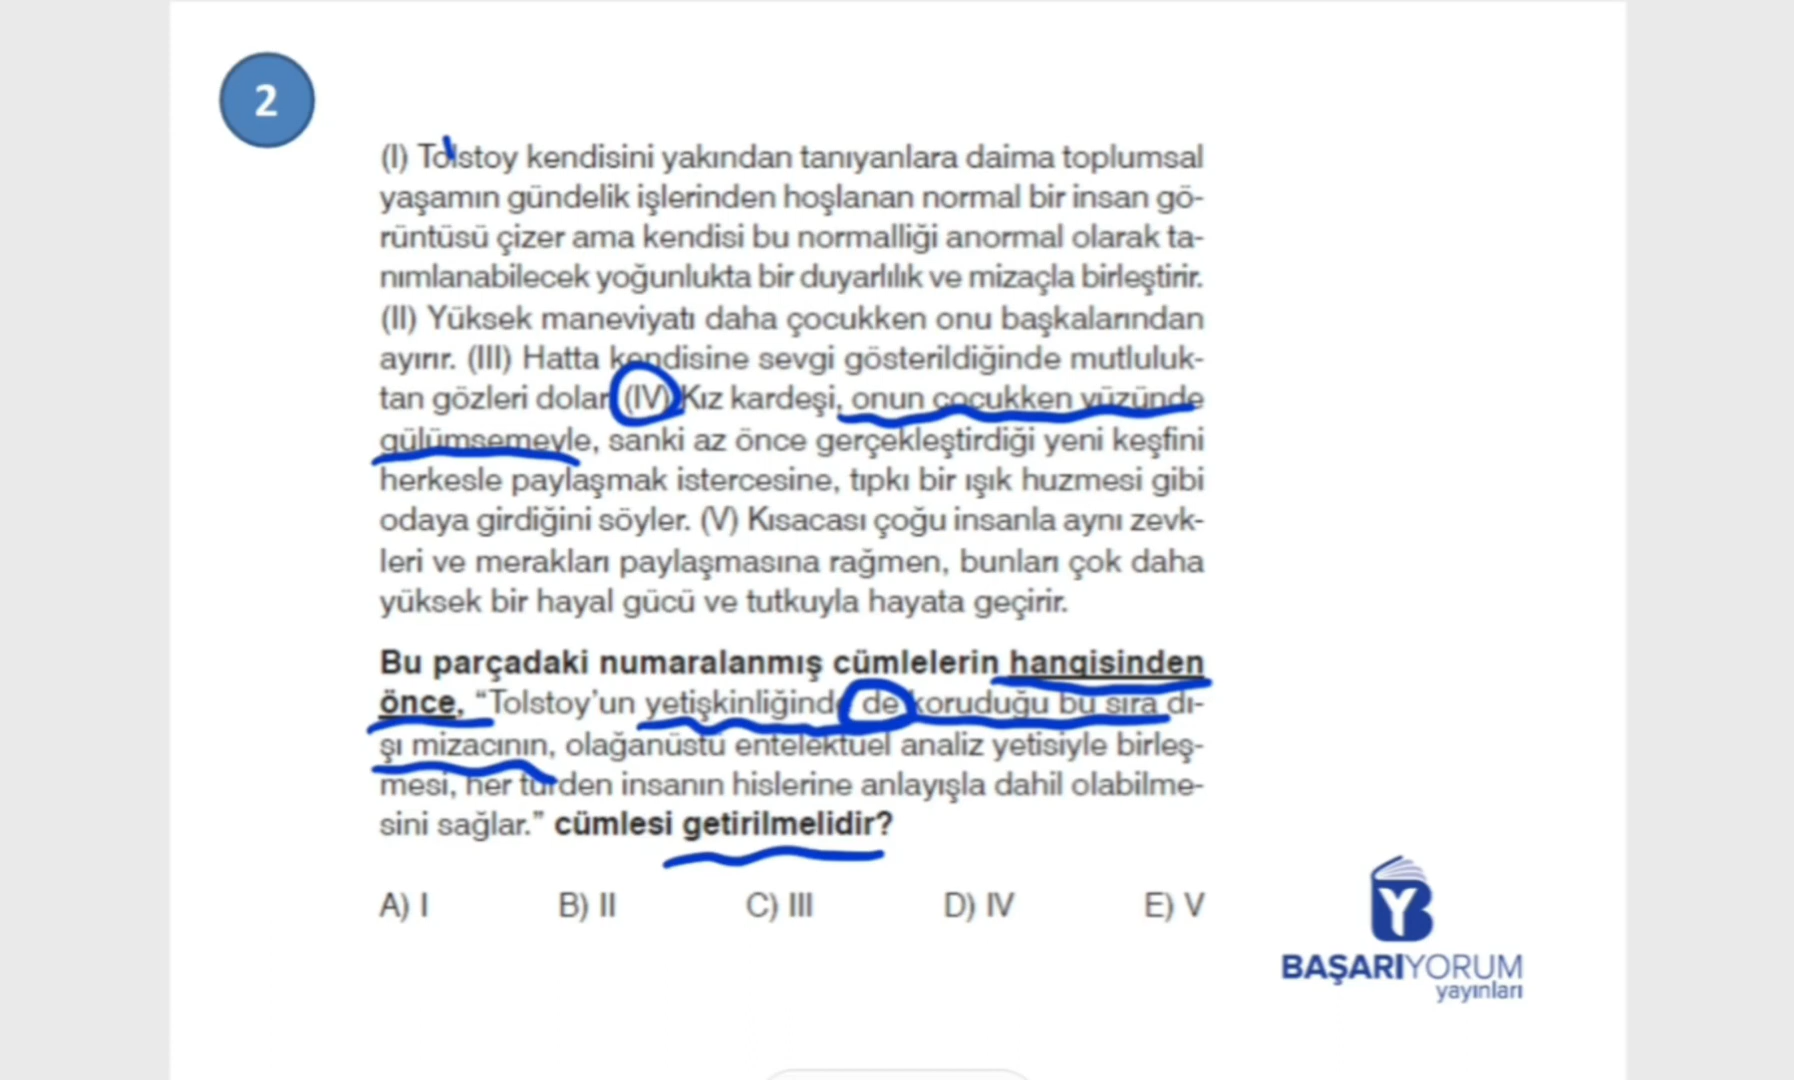 2
(I) Tolstoy kendisini yakından tanıyanlara daima toplumsal
yaşamın gündelik işlerinden hoşlanan normal bir insan gö-
rüntüsü çizer ama kendisi bu normalliği anormal olarak ta-
nımlanabilecek yoğunlukta bir duyarlılık ve mizaçla birleştirir.
(II) Yüksek maneviyatı daha çocukken onu başkalarından
ayırır. (III) Hatta kendisine sevgi gösterildiğinde mutluluk-
tan gözleri dolar (IV) Kız kardeşi, onun çocukken yüzünde
gülümsemeyle, sanki az önce gerçekleştirdiği yeni keşfini
herkesle paylaşmak istercesine, tıpkı bir ışık huzmesi gibi
odaya girdiğini söyler. (V) Kısacası çoğu insanla aynı zevk-
leri ve merakları paylaşmasına rağmen, bunları çok daha
yüksek bir hayal gücü ve tutkuyla hayata geçirir.
Bu parçadaki numaralanmış cümlelerin hangisinden
önce, “Tolstoy’un yetişkinliğinde de koruduğu bu sıra dı-
şı mizacının, olağanüstü entelektüel analiz yetisiyle birleş-
mesi, her türden insanın hislerine anlayışla dahil olabilme-
sini sağlar.” cümlesi getirilmelidir?
A) I B) II C) III D) IV E) V
BAŞARIYORUM
yayınları